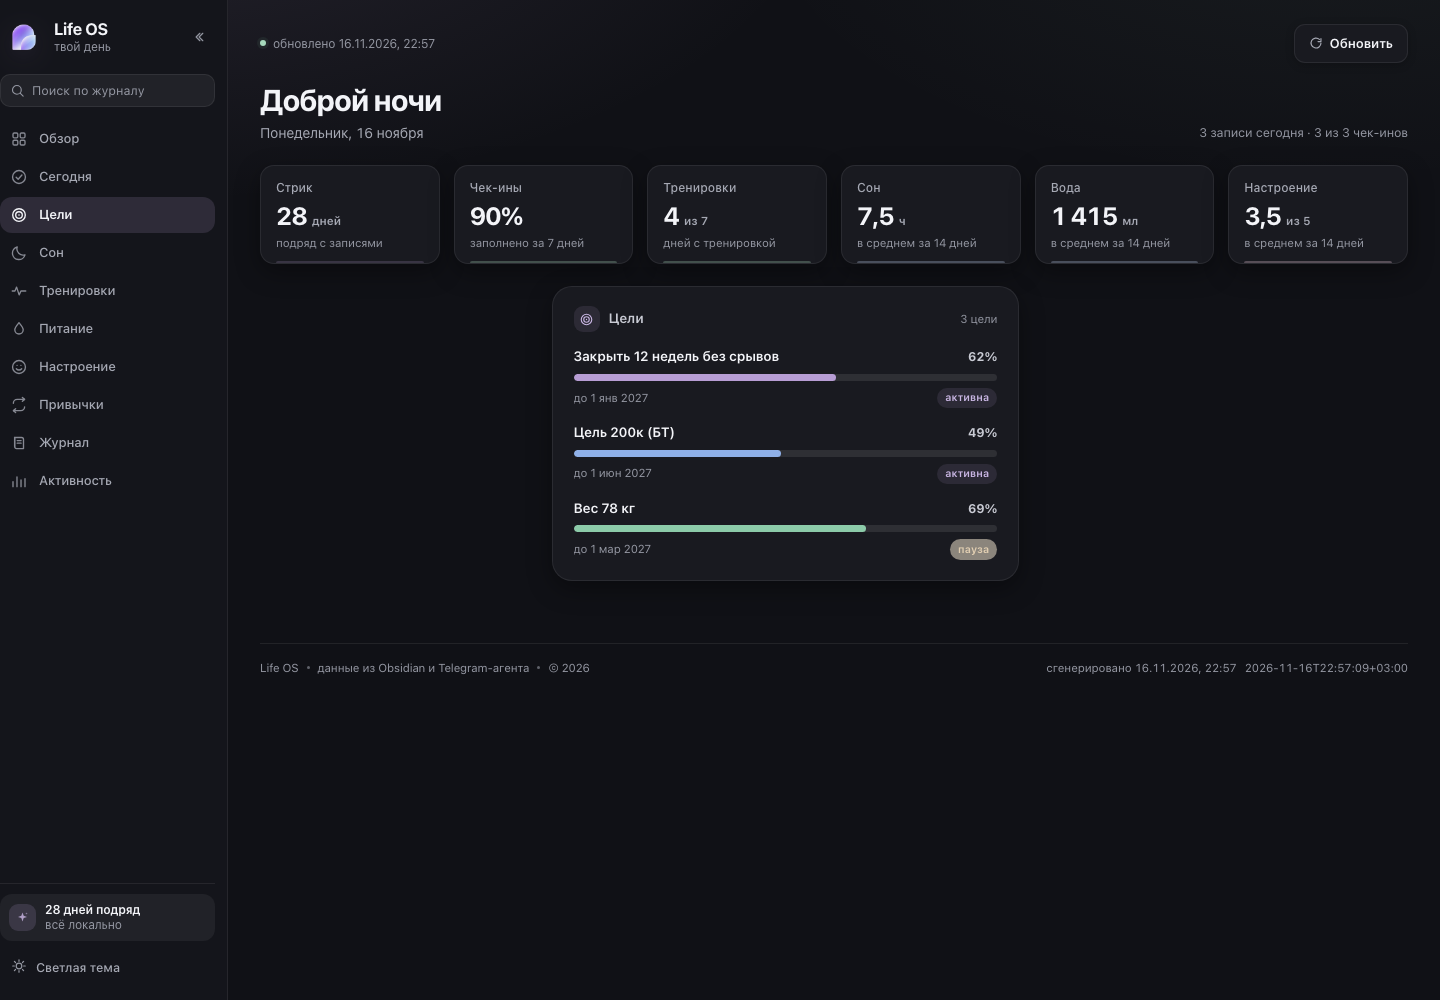 Life OS
твой день
Поиск по журналу
Обзор
Сегодня
Цели
Сон
Тренировки
Питание
Настроение
Привычки
Журнал
Активность
28 дней подряд
всё локально
Светлая тема
обновлено 16.11.2026, 22:57
Обновить
Доброй ночи
Понедельник, 16 ноября
3 записи сегодня · 3 из 3 чек-инов
Стрик
28 дней
подряд с записями
Чек-ины
90%
заполнено за 7 дней
Тренировки
4 из 7
дней с тренировкой
Сон
7,5 ч
в среднем за 14 дней
Вода
1 415 мл
в среднем за 14 дней
Настроение
3,5 из 5
в среднем за 14 дней
Цели
3 цели
Закрыть 12 недель без срывов 62%
до 1 янв 2027 активна
Цель 200к (БТ) 49%
до 1 июн 2027 активна
Вес 78 кг 69%
до 1 мар 2027 пауза
Life OS • данные из Obsidian и Telegram-агента • © 2026
сгенерировано 16.11.2026, 22:57 2026-11-16T22:57:09+03:00